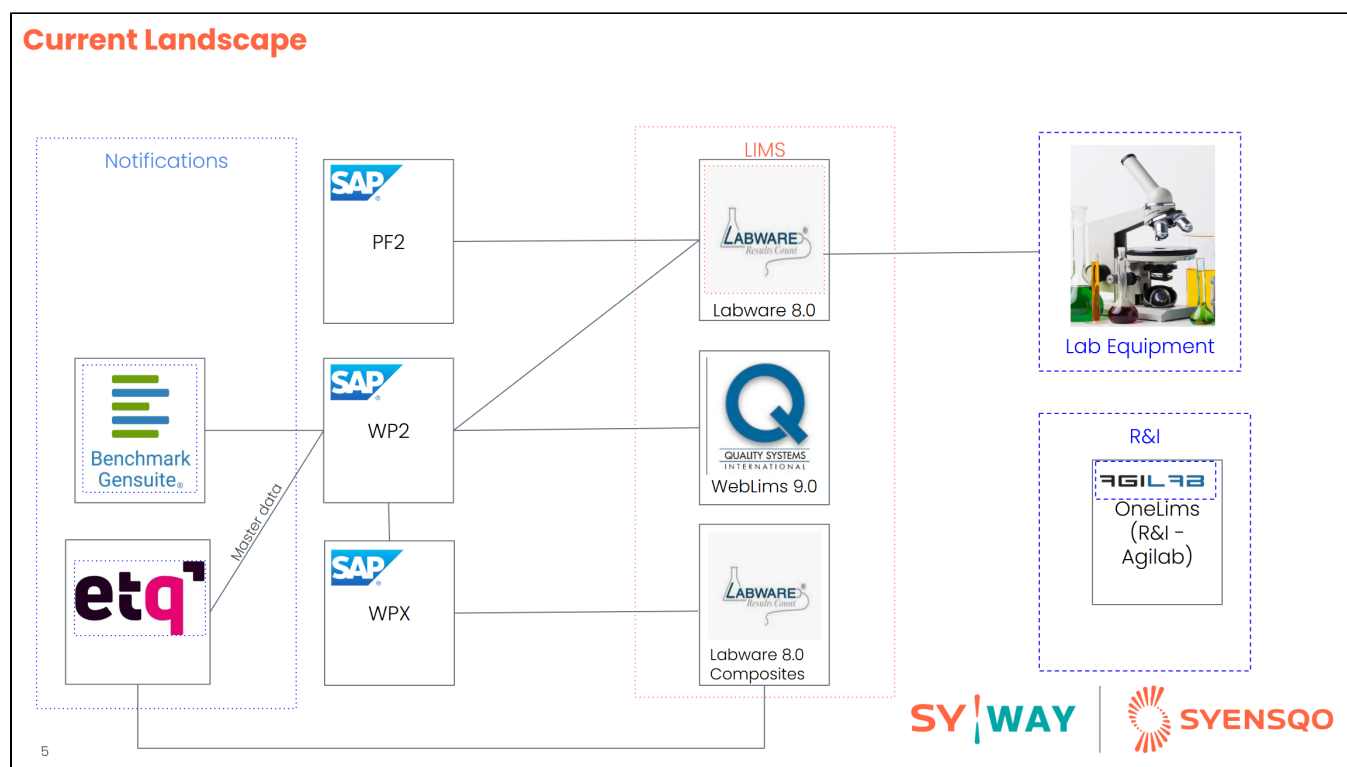 Current Landscape
Notifications
SAP
®
PF2
LIMS
LABWARE®
Results Count
Labware 8.0
Lab Equipment
Benchmark
Gensuite®
SAP
®
WP2
Q
QUALITY SYSTEMS
INTERNATIONAL
WebLims 9.0
Master data
etq
SAP
®
WPX
LABWARE®
Results Count
Labware 8.0
Composites
R&I
AGILAB
OneLims
(R&I -
Agilab)
SY WAY
SYENSQO
5